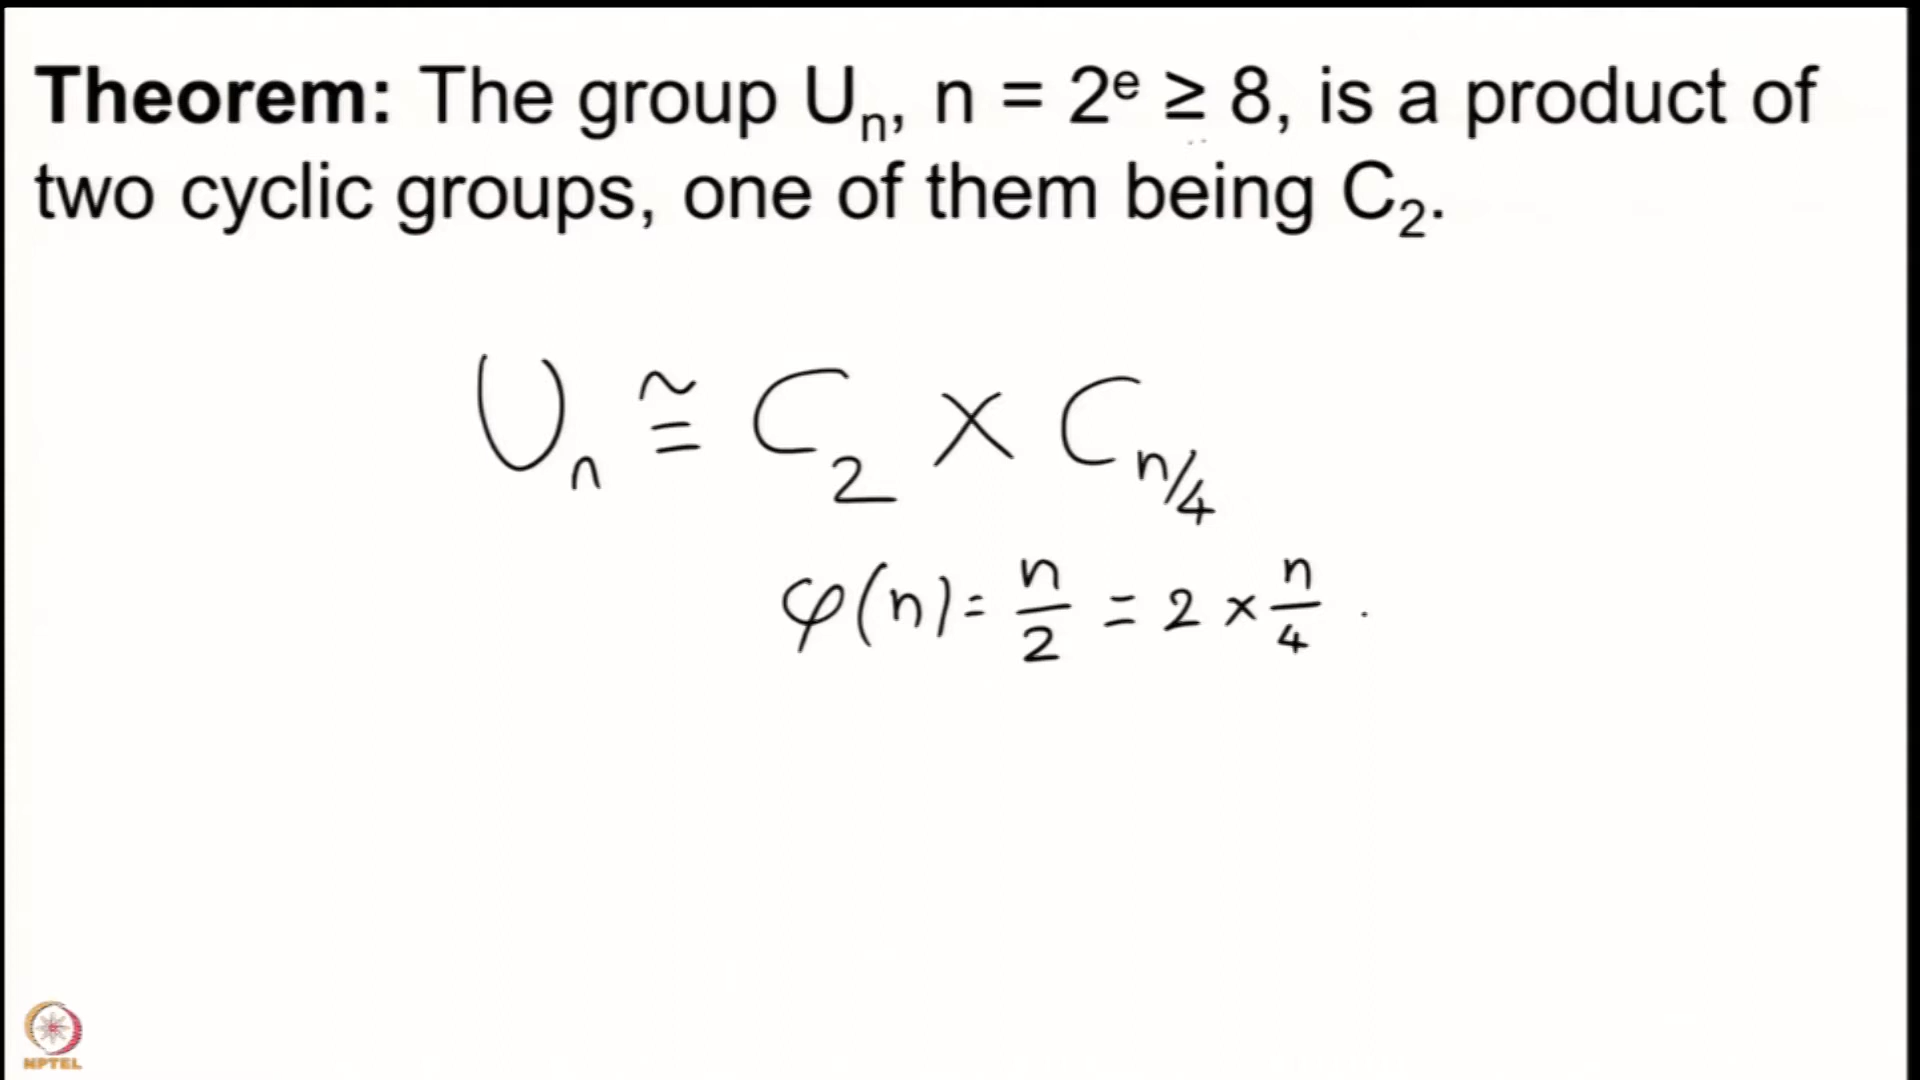 Theorem: The group Uₙ, n = 2ᵉ ≥ 8, is a product of
two cyclic groups, one of them being C₂.
Uₙ ≅ C₂ × C_{n/4}
φ(n) = n/2 = 2 × n/4 .
NPTEL